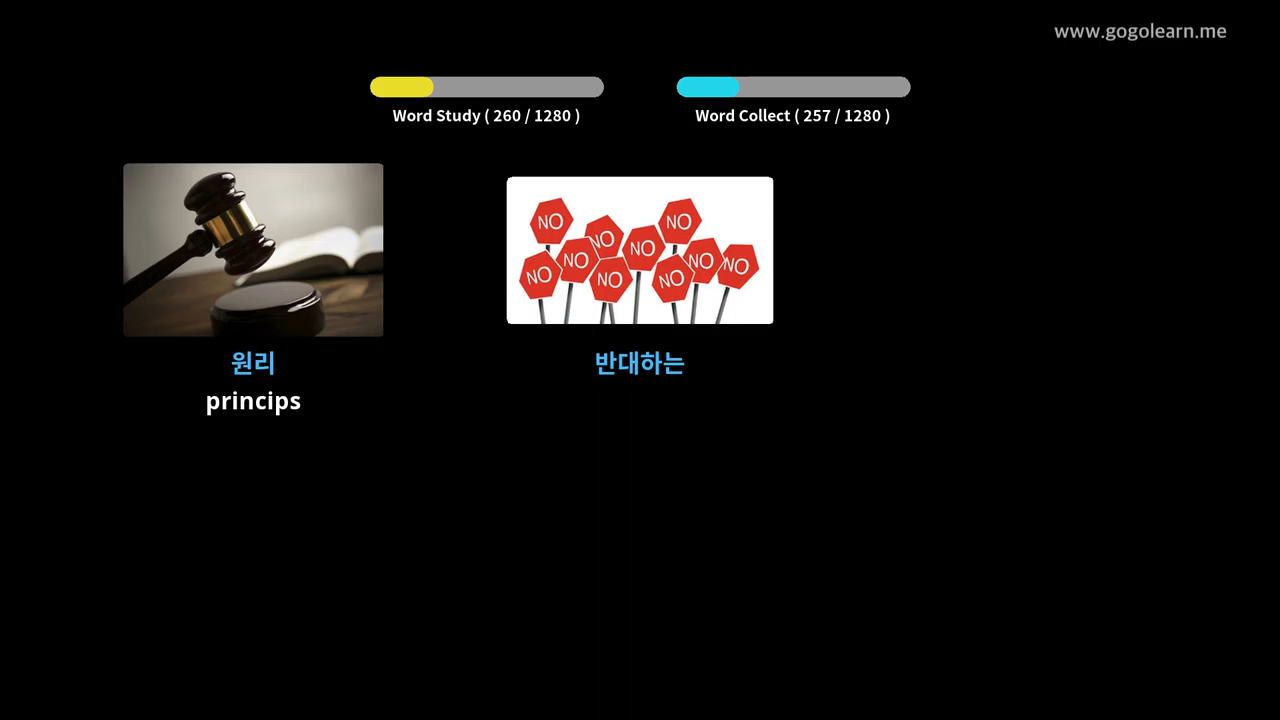 www.gogolearn.me
Word Study ( 260 / 1280 )
Word Collect ( 257 / 1280 )
NO
NO
NO
NO
NO
NO
NO
NO
NO
NO
원리
반대하는
princips